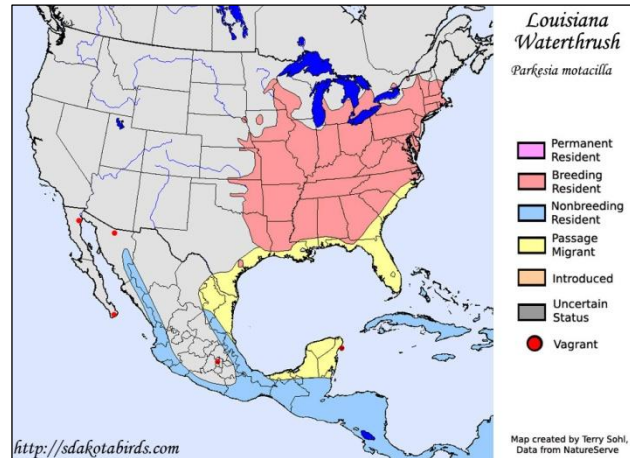 Louisiana
Waterthrush
Parkesia motacilla
Permanent
Resident
Breeding
Resident
Nonbreeding
Resident
Passage
Migrant
Introduced
Uncertain
Status
Vagrant
http://sdakotabirds.com
Map created by Terry Sohl,
Data from NatureServe